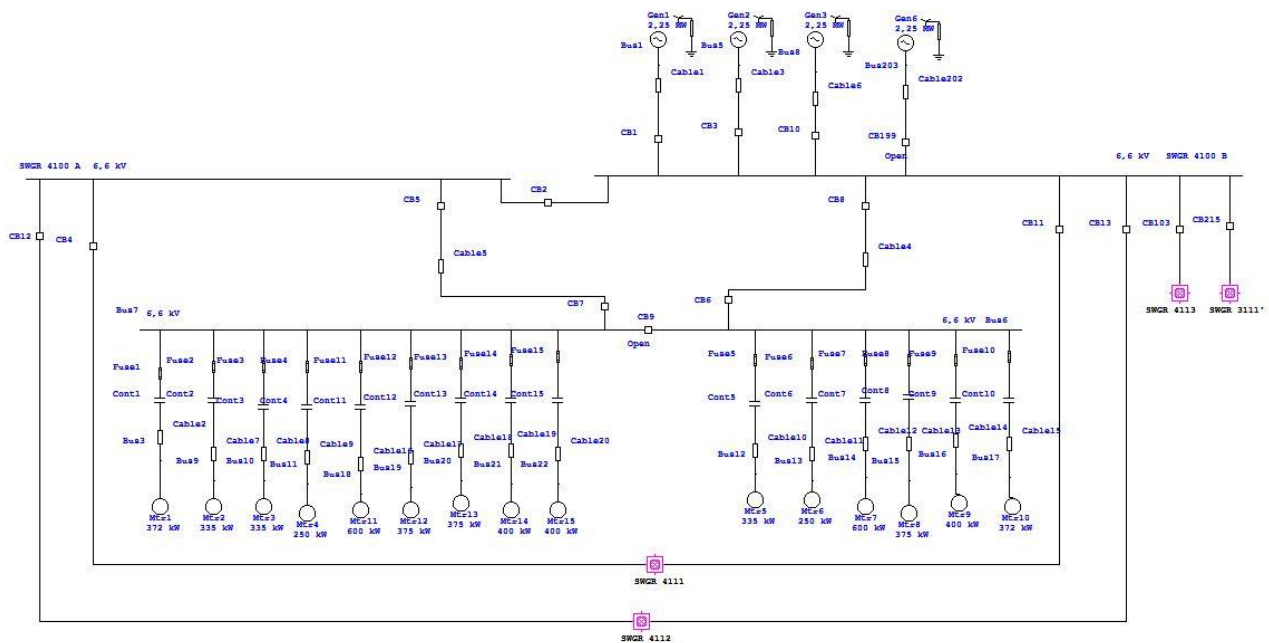 Gen1
2,25 MW
Gen2
2,25 MW
Gen3
2,25 MW
Gen6
2,25 MW
Bus1
Bus5
Bus8
Bus203
Cable1
Cable3
Cable6
Cable202
CB1
CB3
CB10
CB199
Open
SWGR 4100 A 6,6 kV
6,6 kV SWGR 4100 B
CB2
CB5
CB8
CB12
CB4
CB11
CB13
CB103
CB215
Cable5
Cable4
SWGR 4113
SWGR 3111'
CB7
CB6
Bus7 6,6 kV
CB9
Open
6,6 kV Bus6
Fuse1
Fuse2
Fuse3
Fuse4
Fuse11
Fuse12
Fuse13
Fuse14
Fuse15
Fuse5
Fuse6
Fuse7
Fuse8
Fuse9
Fuse10
Cont1
Cont2
Cont3
Cont4
Cont11
Cont12
Cont13
Cont14
Cont15
Cont5
Cont6
Cont7
Cont8
Cont9
Cont10
Cable2
Cable7
Cable8
Cable9
Cable16
Cable17
Cable18
Cable19
Cable20
Cable10
Cable11
Cable12
Cable13
Cable14
Cable15
Bus3
Bus9
Bus10
Bus11
Bus18
Bus19
Bus20
Bus21
Bus22
Bus12
Bus13
Bus14
Bus15
Bus16
Bus17
Mtr1
372 kW
Mtr2
335 kW
Mtr3
335 kW
Mtr4
250 kW
Mtr11
600 kW
Mtr12
375 kW
Mtr13
375 kW
Mtr14
400 kW
Mtr15
400 kW
Mtr5
335 kW
Mtr6
250 kW
Mtr7
600 kW
Mtr8
375 kW
Mtr9
400 kW
Mtr10
372 kW
SWGR 4111
SWGR 4112